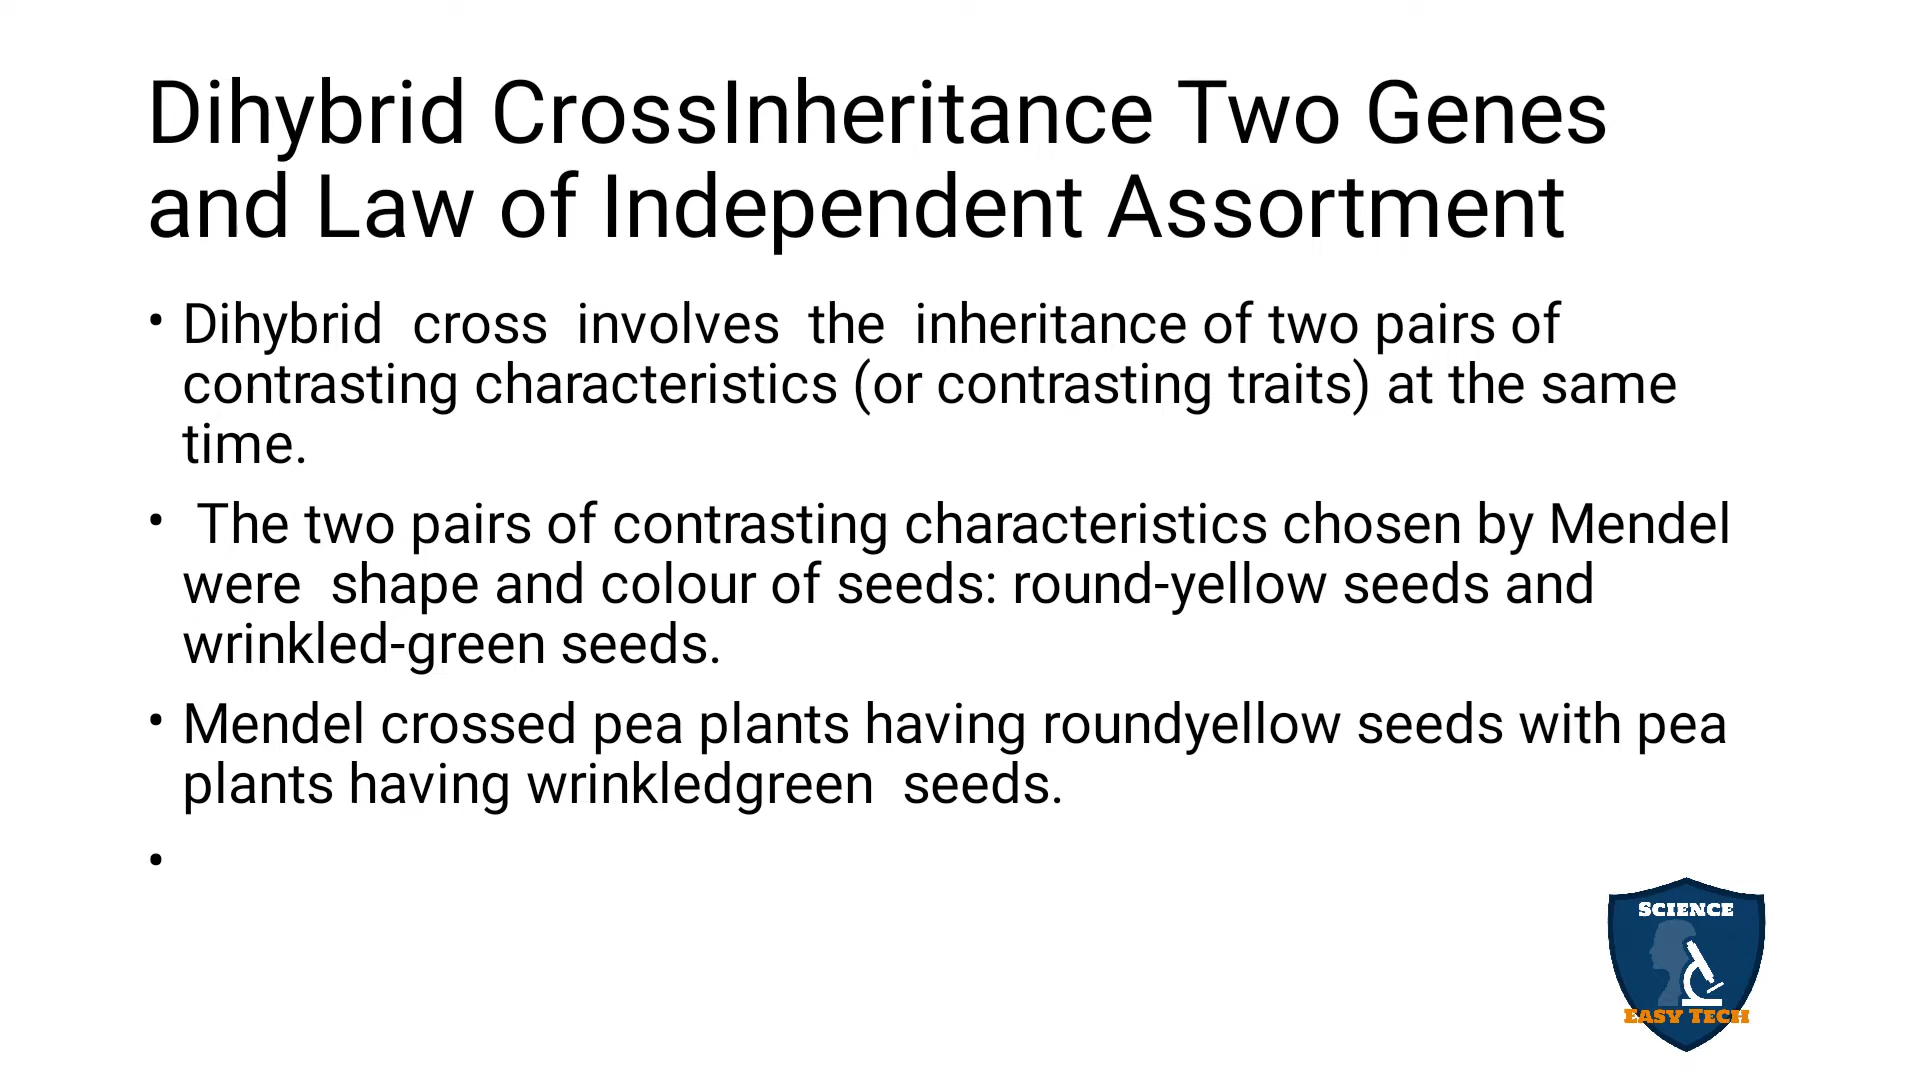 Dihybrid CrossInheritance Two Genes
and Law of Independent Assortment
• Dihybrid cross involves the inheritance of two pairs of
contrasting characteristics (or contrasting traits) at the same
time.
• The two pairs of contrasting characteristics chosen by Mendel
were shape and colour of seeds: round-yellow seeds and
wrinkled-green seeds.
• Mendel crossed pea plants having roundyellow seeds with pea
plants having wrinkledgreen seeds.
•
SCIENCE
EASY TECH